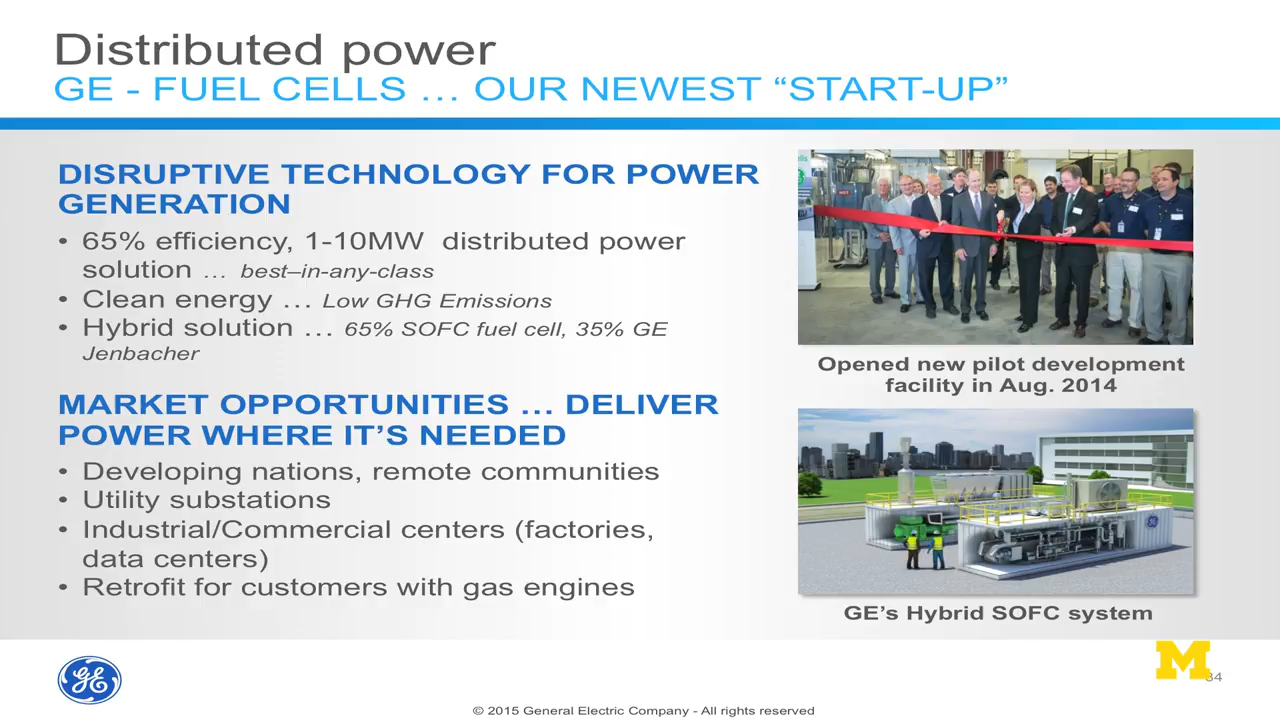 Distributed power
GE - FUEL CELLS … OUR NEWEST “START-UP”
DISRUPTIVE TECHNOLOGY FOR POWER
GENERATION
• 65% efficiency, 1-10MW distributed power
solution … best–in-any-class
• Clean energy … Low GHG Emissions
• Hybrid solution … 65% SOFC fuel cell, 35% GE
Jenbacher
MARKET OPPORTUNITIES … DELIVER
POWER WHERE IT’S NEEDED
• Developing nations, remote communities
• Utility substations
• Industrial/Commercial centers (factories,
data centers)
• Retrofit for customers with gas engines
Opened new pilot development
facility in Aug. 2014
GE’s Hybrid SOFC system
GE
M
34
© 2015 General Electric Company - All rights reserved